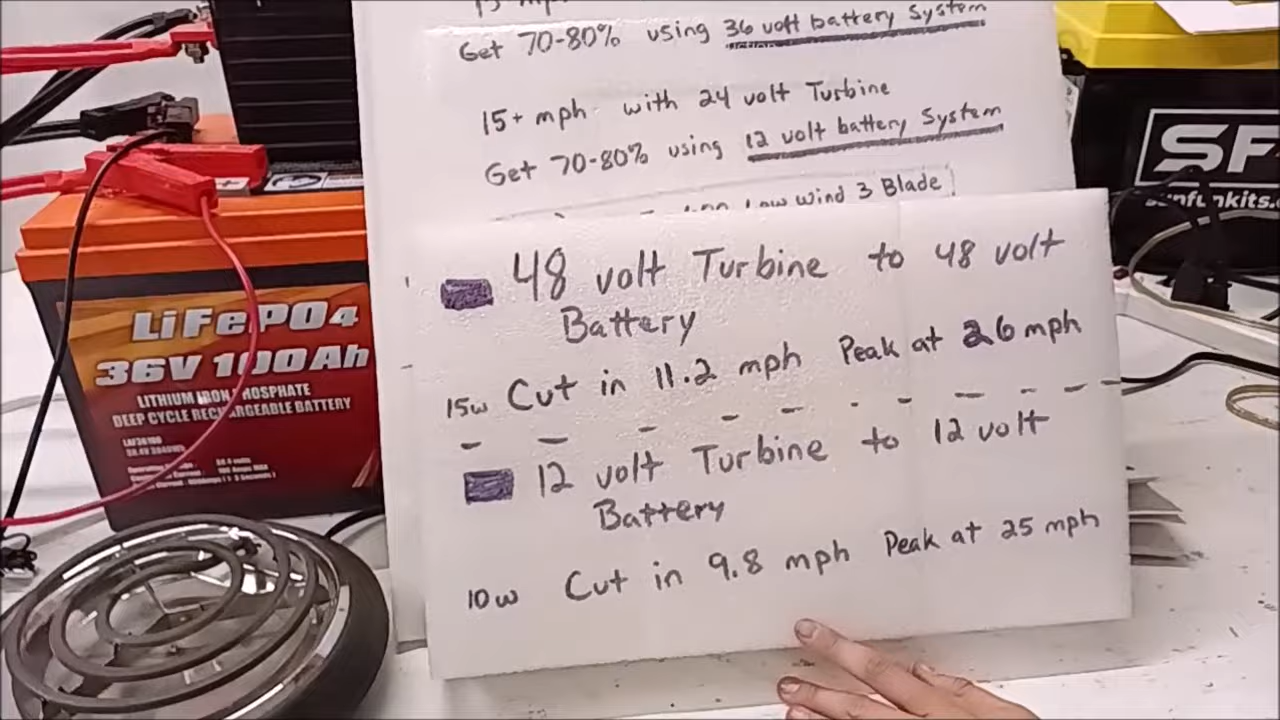 Get 70-80% using 36 volt battery System
15+ mph with 24 volt Turbine
Get 70-80% using 12 volt battery System
Low Wind 3 Blade
48 volt Turbine to 48 volt
Battery
15w Cut in 11.2 mph Peak at 26 mph
12 volt Turbine to 12 volt
Battery
10w Cut in 9.8 mph Peak at 25 mph
LiFePO4
36V 100Ah
LITHIUM IRON PHOSPHATE
DEEP CYCLE RECHARGEABLE BATTERY
SF
sunfunkits.c